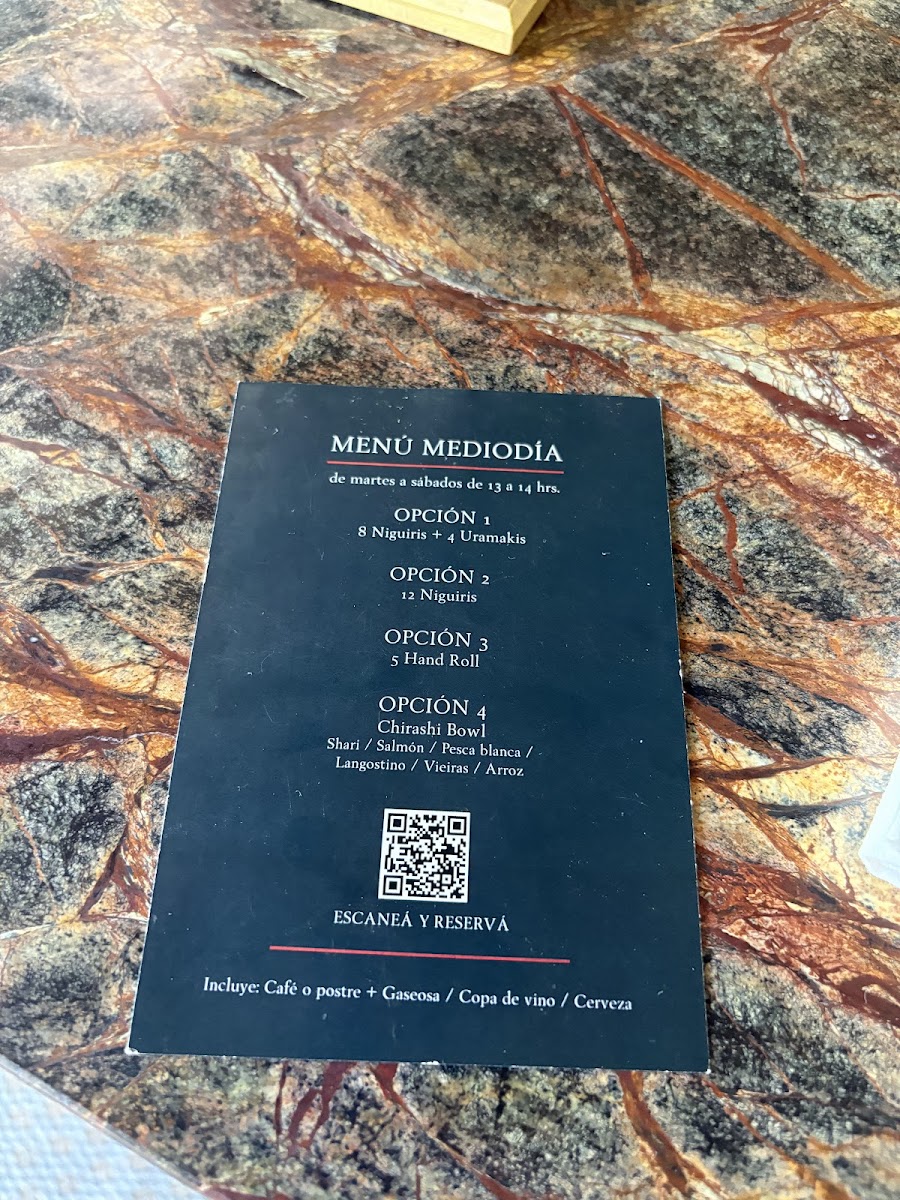 MENÚ MEDIODÍA
de martes a sábados de 13 a 14 hrs.
OPCIÓN 1
8 Niguiris + 4 Uramakis
OPCIÓN 2
12 Niguiris
OPCIÓN 3
5 Hand Roll
OPCIÓN 4
Chirashi Bowl
Shari / Salmón / Pesca blanca /
Langostino / Vieiras / Arroz
ESCANEÁ Y RESERVÁ
Incluye: Café o postre + Gaseosa / Copa de vino / Cerveza